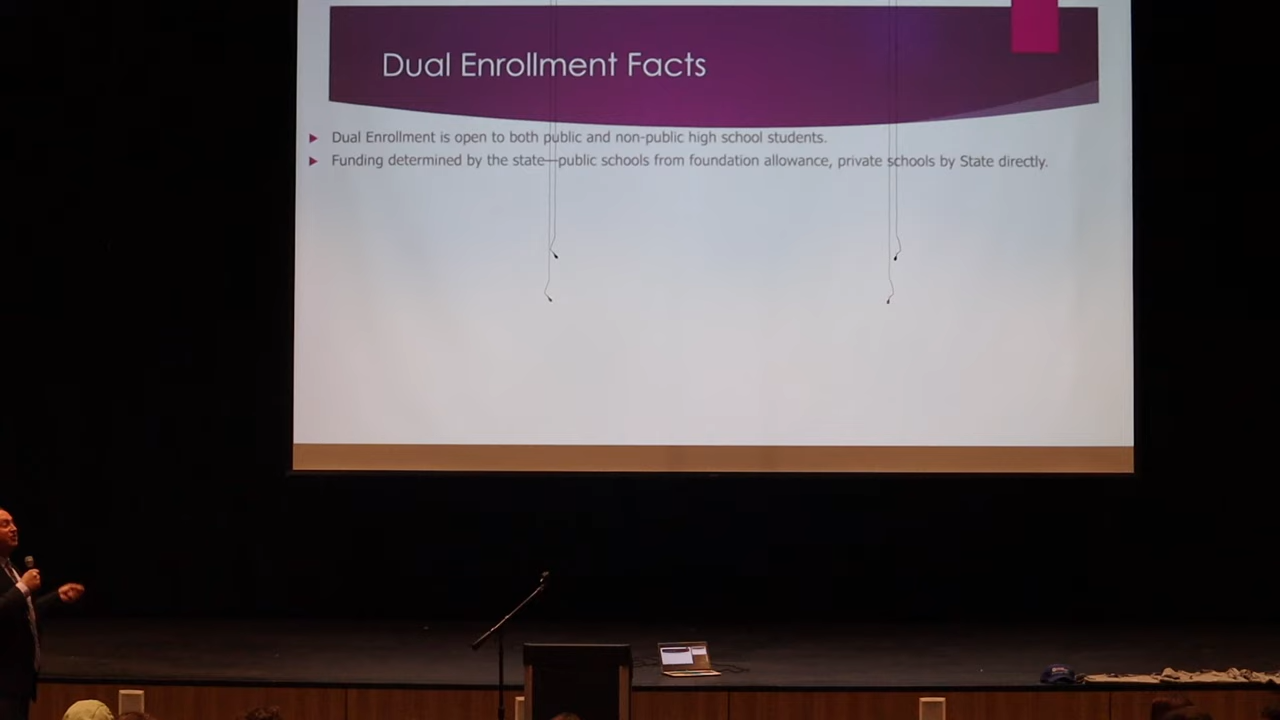 Dual Enrollment Facts
Dual Enrollment is open to both public and non-public high school students.
Funding determined by the state—public schools from foundation allowance, private schools by State directly.